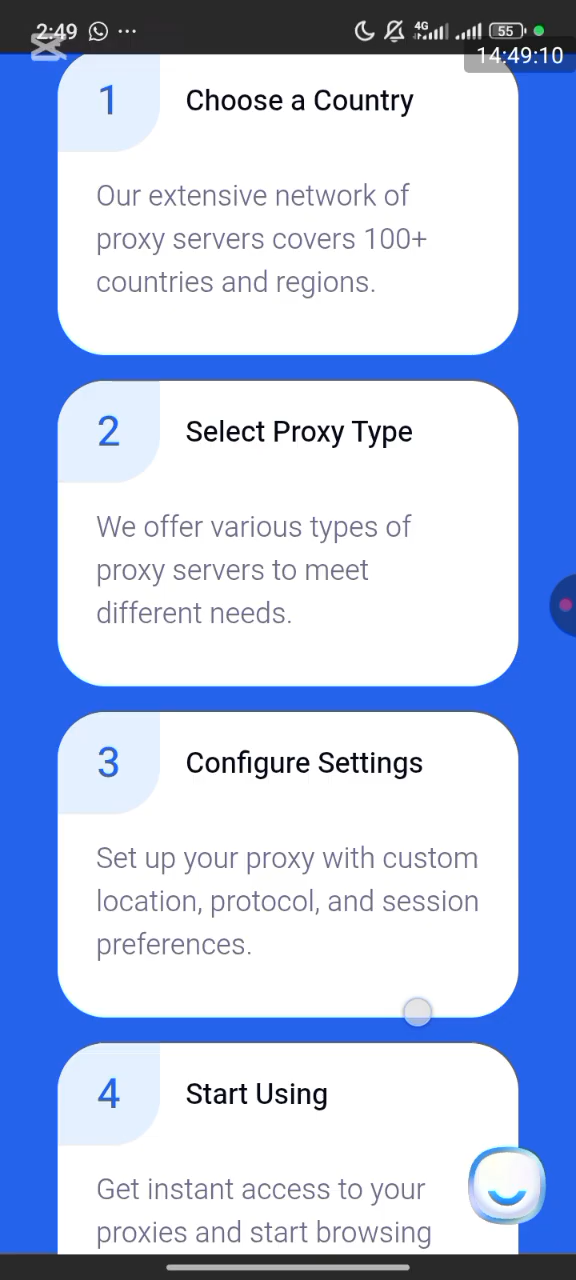 2:49
4G
55
14:49:10
1
Choose a Country
Our extensive network of
proxy servers covers 100+
countries and regions.
2
Select Proxy Type
We offer various types of
proxy servers to meet
different needs.
3
Configure Settings
Set up your proxy with custom
location, protocol, and session
preferences.
4
Start Using
Get instant access to your
proxies and start browsing